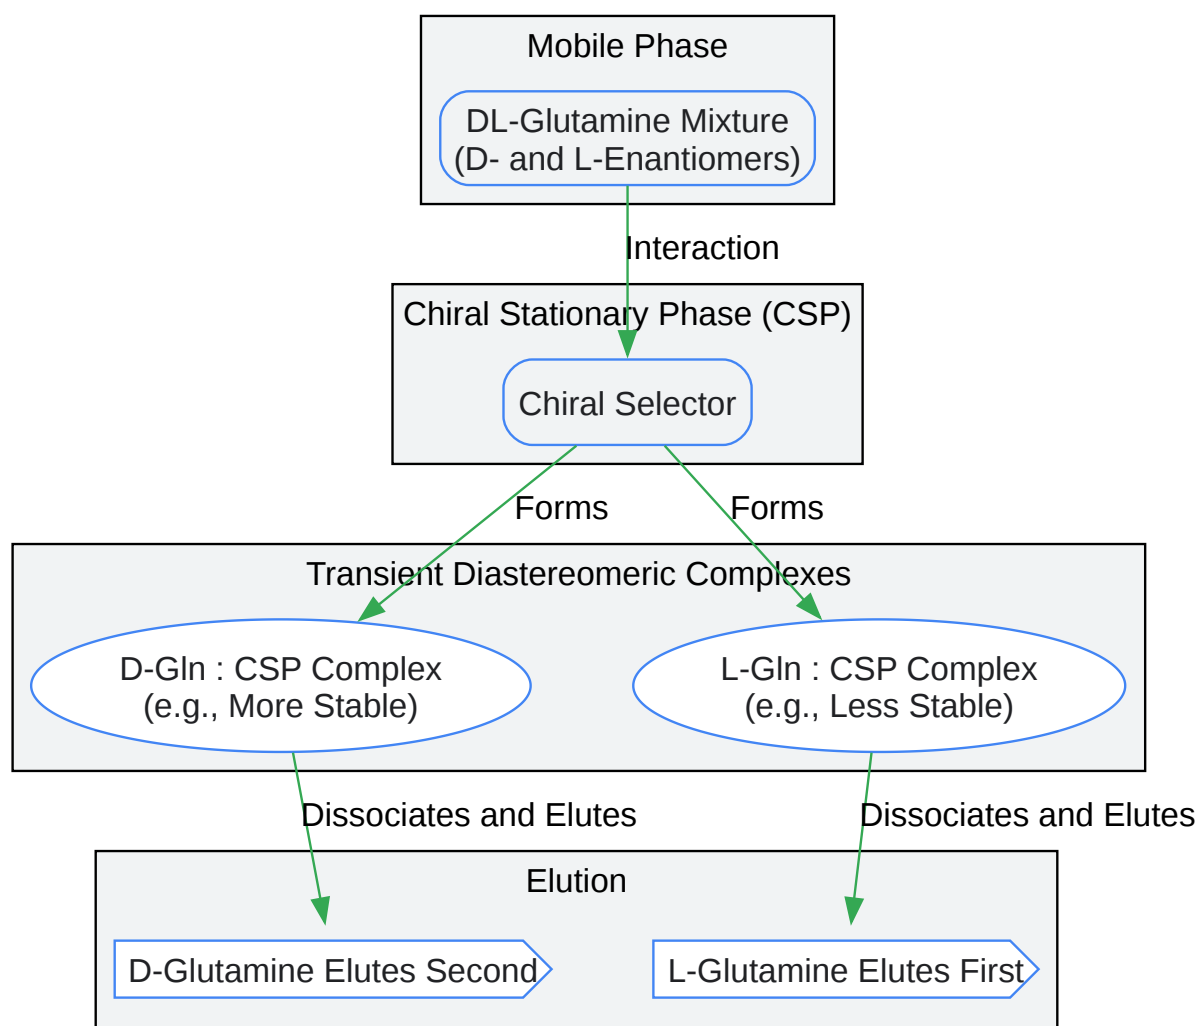 Mobile Phase
DL-Glutamine Mixture
(D- and L-Enantiomers)
Interaction
Chiral Stationary Phase (CSP)
Chiral Selector
Forms
Forms
Transient Diastereomeric Complexes
D-Gln : CSP Complex
(e.g., More Stable)
L-Gln : CSP Complex
(e.g., Less Stable)
Dissociates and Elutes
Dissociates and Elutes
Elution
D-Glutamine Elutes Second
L-Glutamine Elutes First